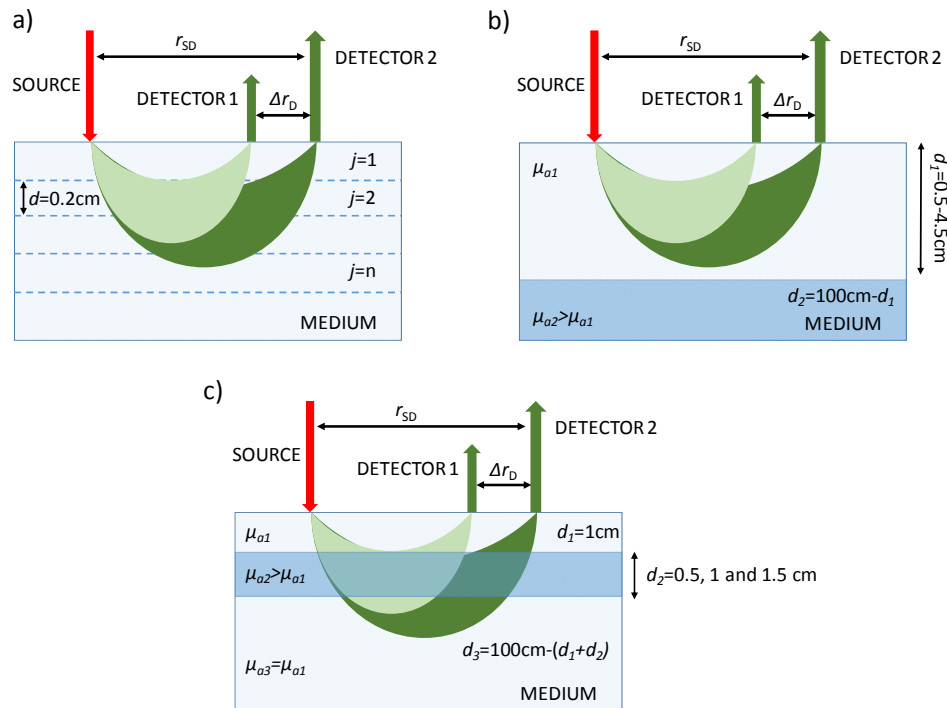 a)
r_SD
SOURCE
DETECTOR 2
DETECTOR 1
Δr_D
j=1
d=0.2cm
j=2
j=n
MEDIUM
b)
r_SD
SOURCE
DETECTOR 2
DETECTOR 1
Δr_D
μ_a1
d_1=0.5-4.5cm
d_2=100cm-d_1
μ_a2>μ_a1
MEDIUM
c)
r_SD
SOURCE
DETECTOR 2
DETECTOR 1
Δr_D
μ_a1
d_1=1cm
μ_a2>μ_a1
d_2=0.5, 1 and 1.5 cm
μ_a3=μ_a1
d_3=100cm-(d_1+d_2)
MEDIUM